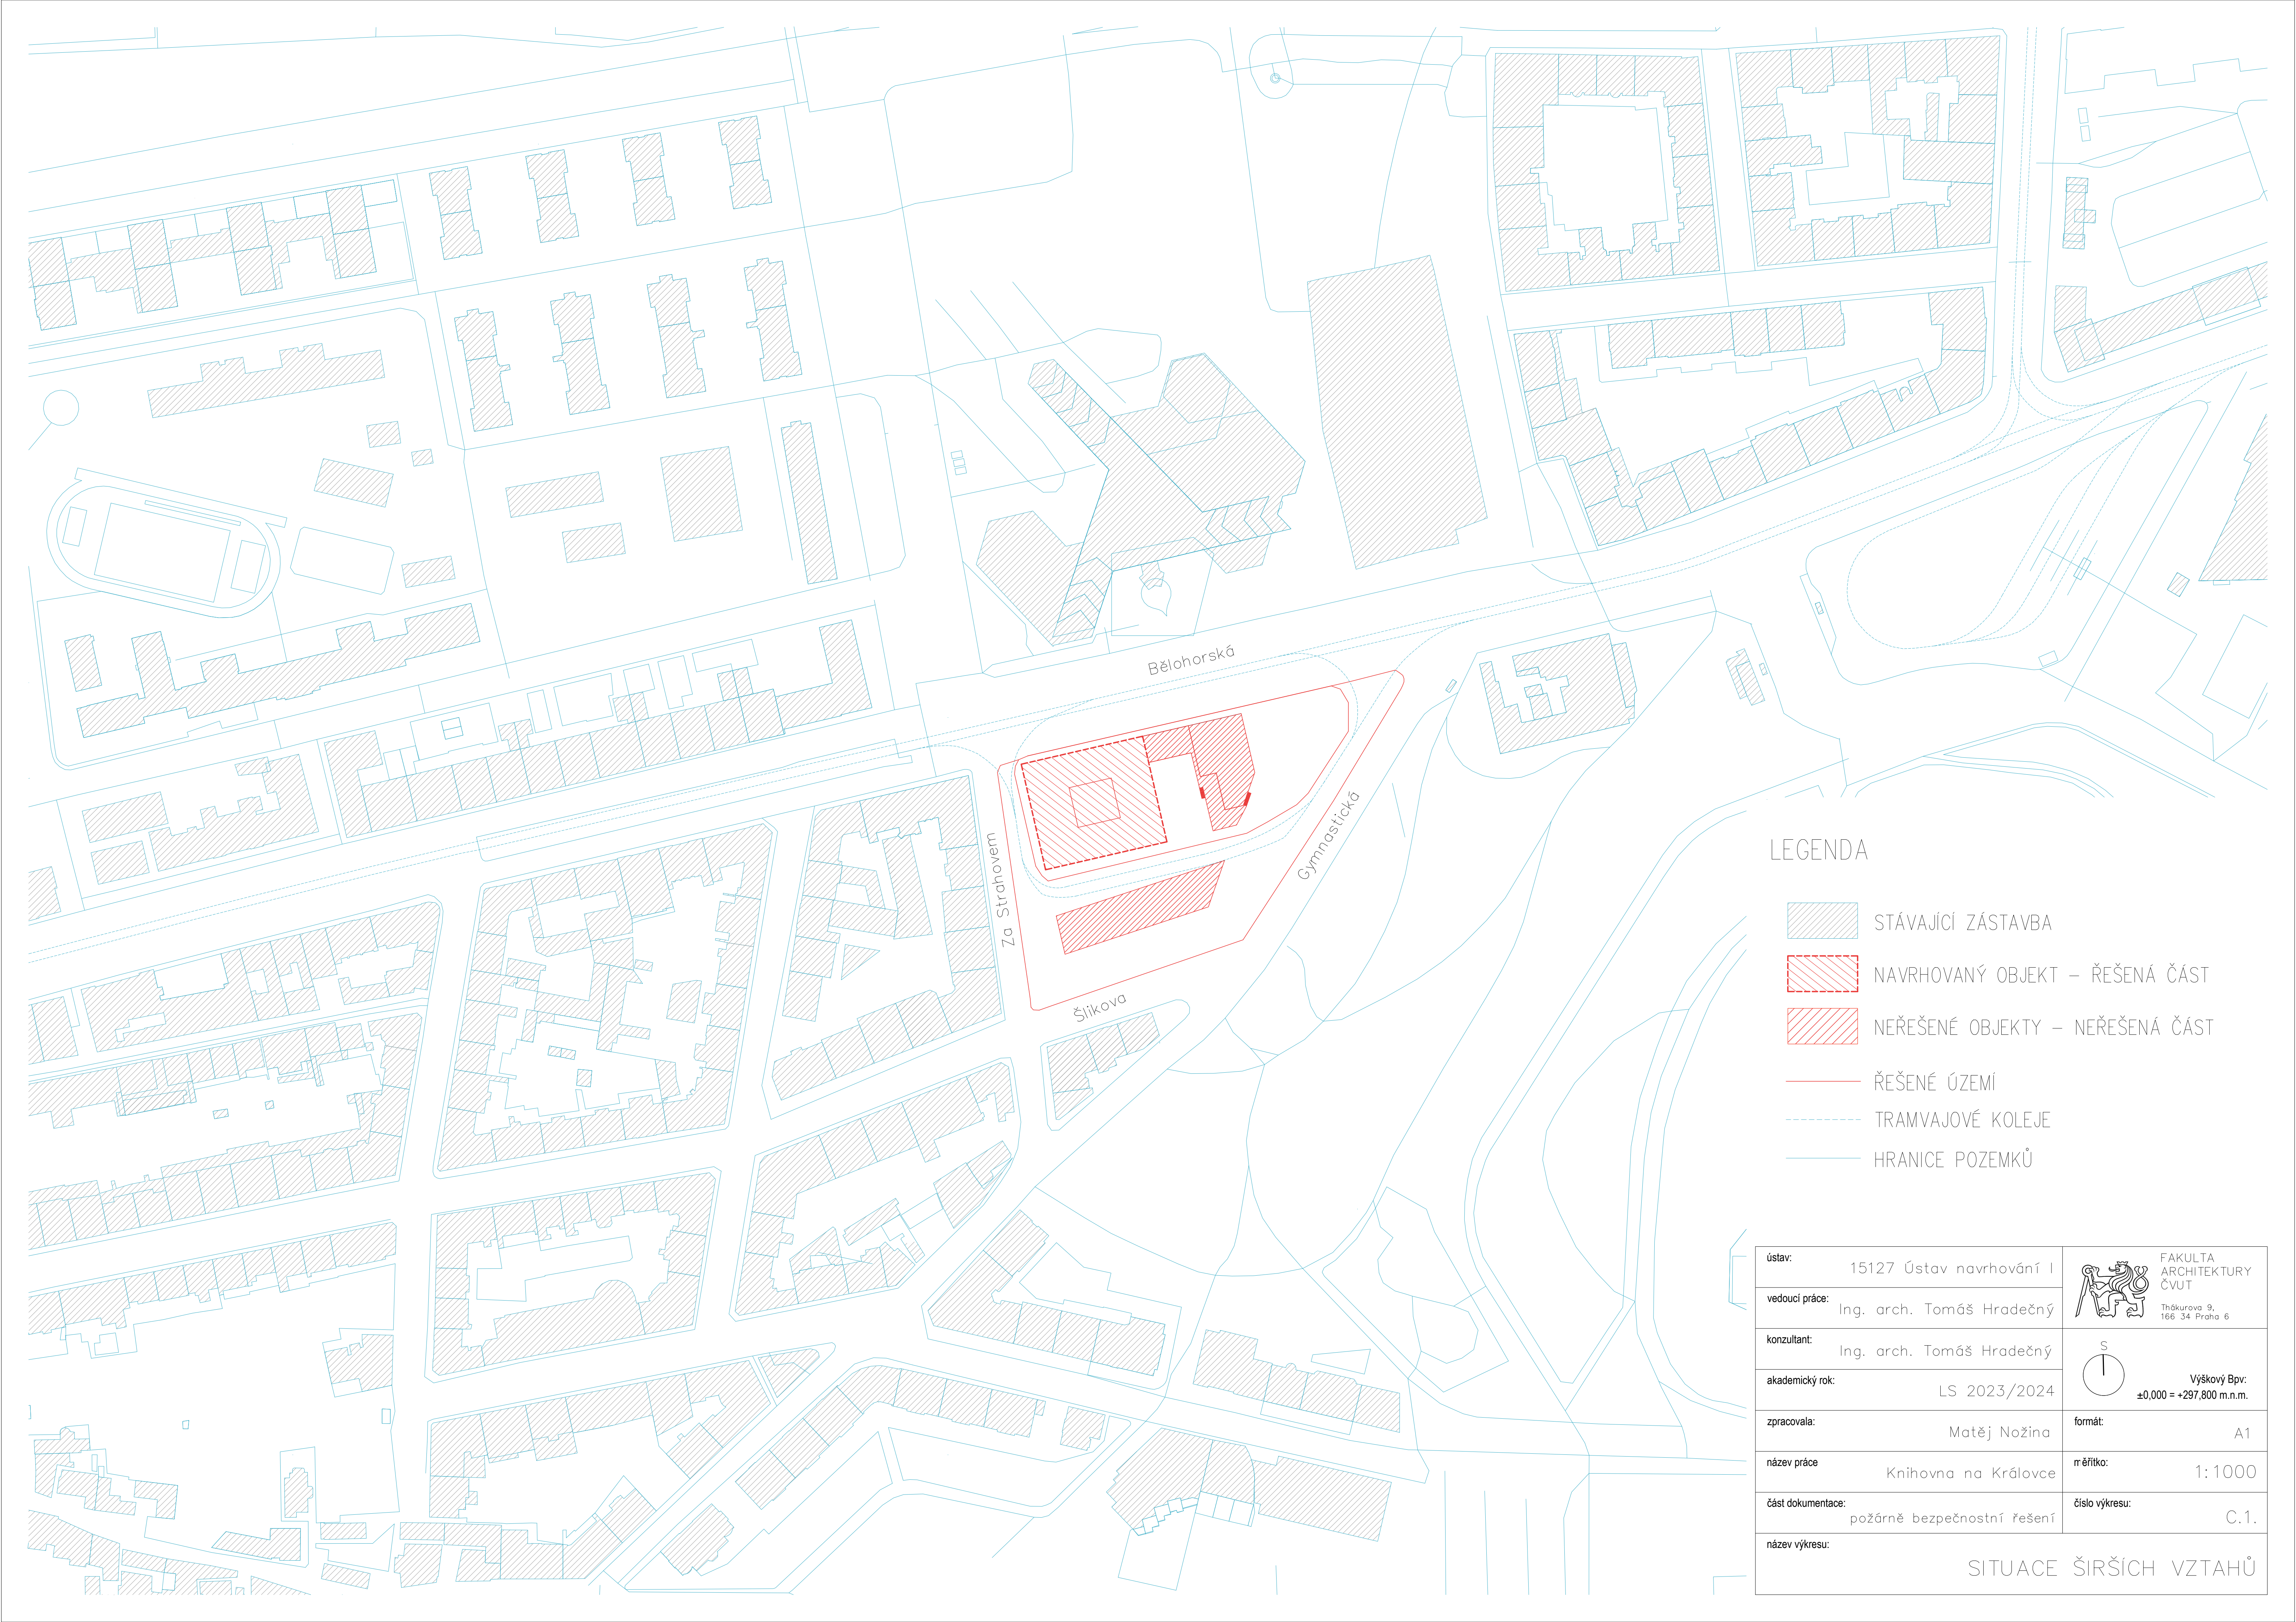 Bělohorská
Za Strahovem
Gymnastická
Šlikova
LEGENDA
STÁVAJÍCÍ ZÁSTAVBA
NAVRHOVANÝ OBJEKT – ŘEŠENÁ ČÁST
NEŘEŠENÉ OBJEKTY – NEŘEŠENÁ ČÁST
ŘEŠENÉ ÚZEMÍ
TRAMVAJOVÉ KOLEJE
HRANICE POZEMKŮ
ústav:
15127 Ústav navrhování I
FAKULTA
ARCHITEKTURY
ČVUT
Thákurova 9,
166 34 Praha 6
vedoucí práce:
Ing. arch. Tomáš Hradečný
konzultant:
Ing. arch. Tomáš Hradečný
S
Výškový Bpv:
±0,000 = +297,800 m.n.m.
akademický rok:
LS 2023/2024
zpracovala:
Matěj Nožina
formát:
A1
název práce
Knihovna na Královce
měřítko:
1:1000
část dokumentace:
požárně bezpečnostní řešení
číslo výkresu:
C.1.
název výkresu:
SITUACE ŠIRŠÍCH VZTAHŮ